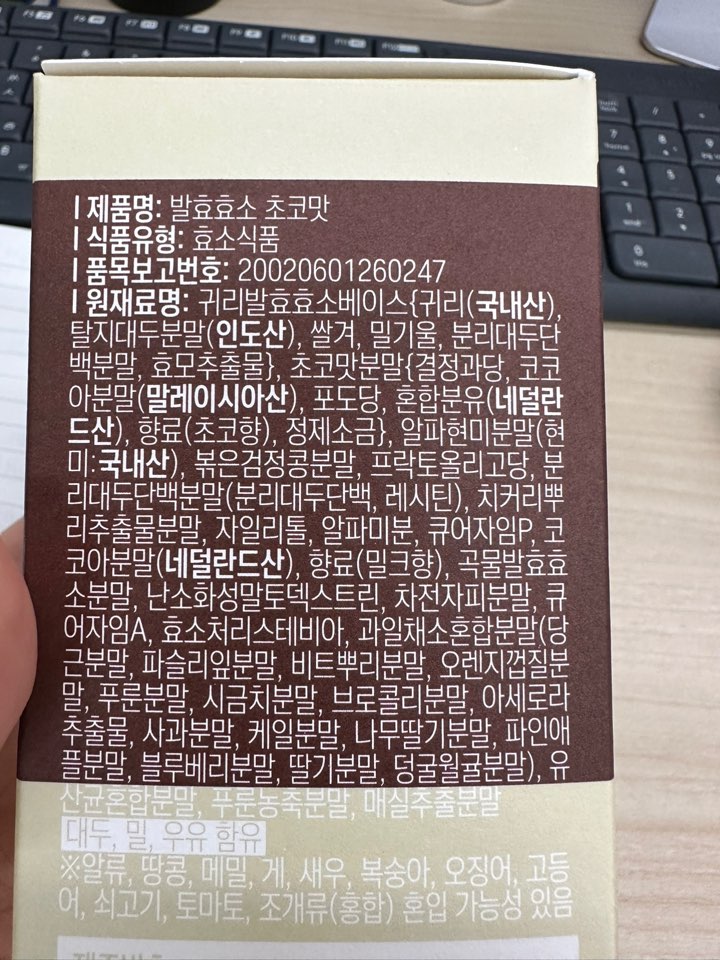 | 제품명: 발효효소 초코맛
| 식품유형: 효소식품
| 품목보고번호: 20020601260247
| 원재료명: 귀리발효효소베이스{귀리(국내산),
탈지대두분말(인도산), 쌀겨, 밀기울, 분리대두단
백분말, 효모추출물}, 초코맛분말{결정과당, 코코
아분말(말레이시아산), 포도당, 혼합분유(네덜란
드산), 향료(초코향), 정제소금}, 알파현미분말(현
미:국내산), 볶은검정콩분말, 프락토올리고당, 분
리대두단백분말(분리대두단백, 레시틴), 치커리뿌
리추출물분말, 자일리톨, 알파미분, 큐어자임P, 코
코아분말(네덜란드산), 향료(밀크향), 곡물발효효
소분말, 난소화성말토덱스트린, 차전자피분말, 큐
어자임A, 효소처리스테비아, 과일채소혼합분말(당
근분말, 파슬리잎분말, 비트뿌리분말, 오렌지껍질분
말, 푸룬분말, 시금치분말, 브로콜리분말, 아세로라
추출물, 사과분말, 케일분말, 나무딸기분말, 파인애
플분말, 블루베리분말, 딸기분말, 덩굴월귤분말), 유
산균혼합분말, 푸룬농축분말, 매실추출분말
대두, 밀, 우유 함유
※알류, 땅콩, 메밀, 게, 새우, 복숭아, 오징어, 고등
어, 쇠고기, 토마토, 조개류(홍합) 혼입 가능성 있음